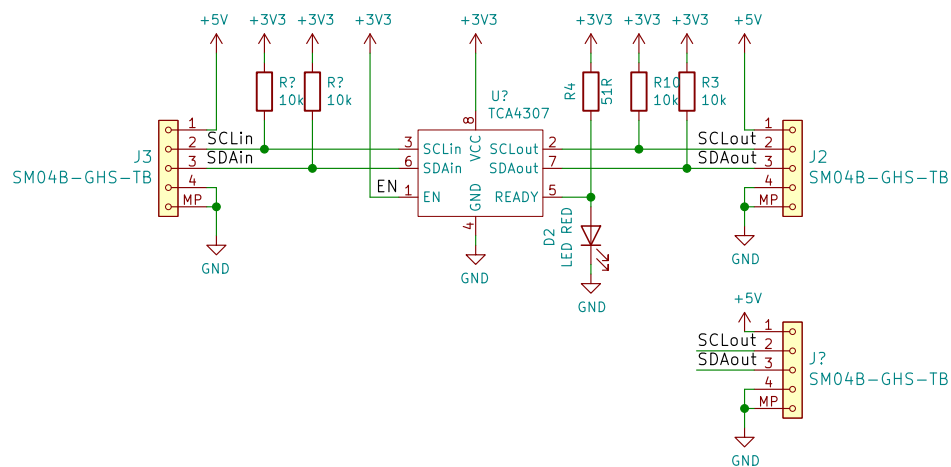 +5V +3V3 +3V3 +3V3 +3V3 +3V3 +3V3 +3V3 +5V
R?
10k
R?
10k
R4
51R
R10
10k
R3
10k
U?
TCA4307
J3
SM04B-GHS-TB
1
2
3
4
MP
SCLin
SDAin
EN
3
6
1
8
VCC
SCLin
SDAin
EN
GND
4
SCLout
SDAout
READY
2
7
5
SCLout
SDAout
1
2
3
4
MP
J2
SM04B-GHS-TB
D2
LED RED
GND
GND
GND
GND
+5V
SCLout
SDAout
1
2
3
4
MP
J?
SM04B-GHS-TB
GND